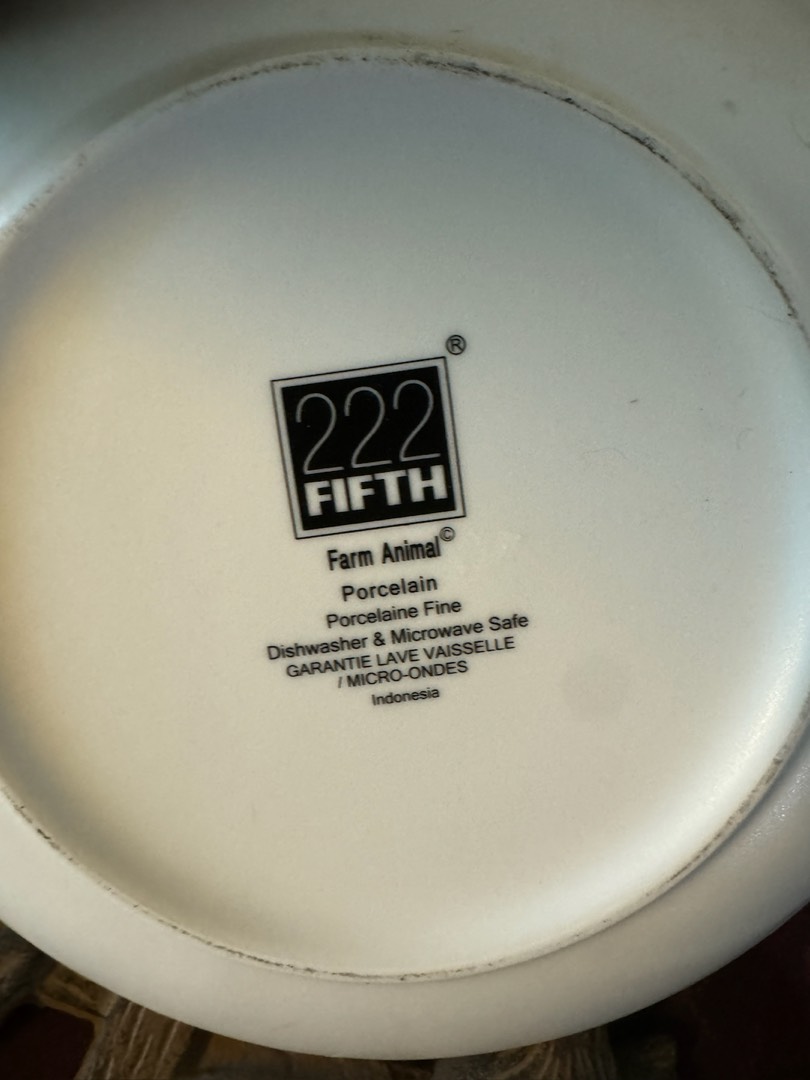 ®
222
FIFTH
Farm Animal©
Porcelain
Porcelaine Fine
Dishwasher & Microwave Safe
GARANTIE LAVE VAISSELLE
/ MICRO-ONDES
Indonesia